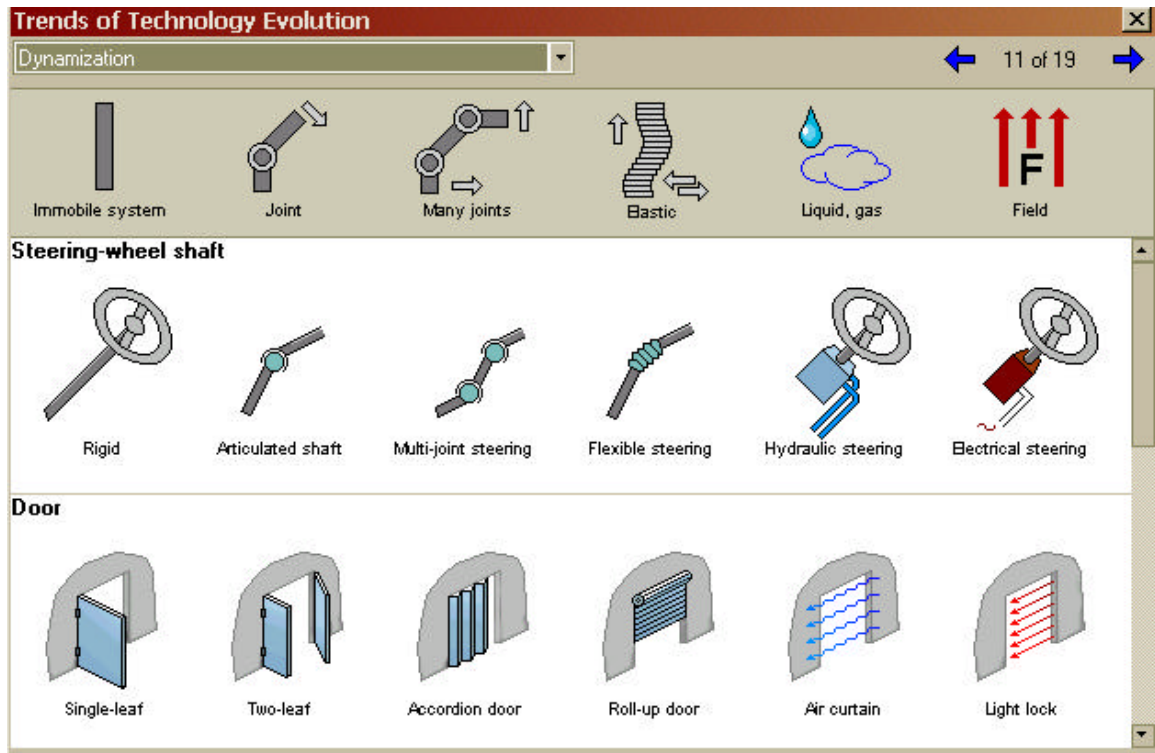 Trends of Technology Evolution
Dynamization
11 of 19
F
Immobile system Joint Many joints Elastic Liquid, gas Field
Steering-wheel shaft
Rigid Articulated shaft Multi-joint steering Flexible steering Hydraulic steering Electrical steering
Door
Single-leaf Two-leaf Accordion door Roll-up door Air curtain Light lock